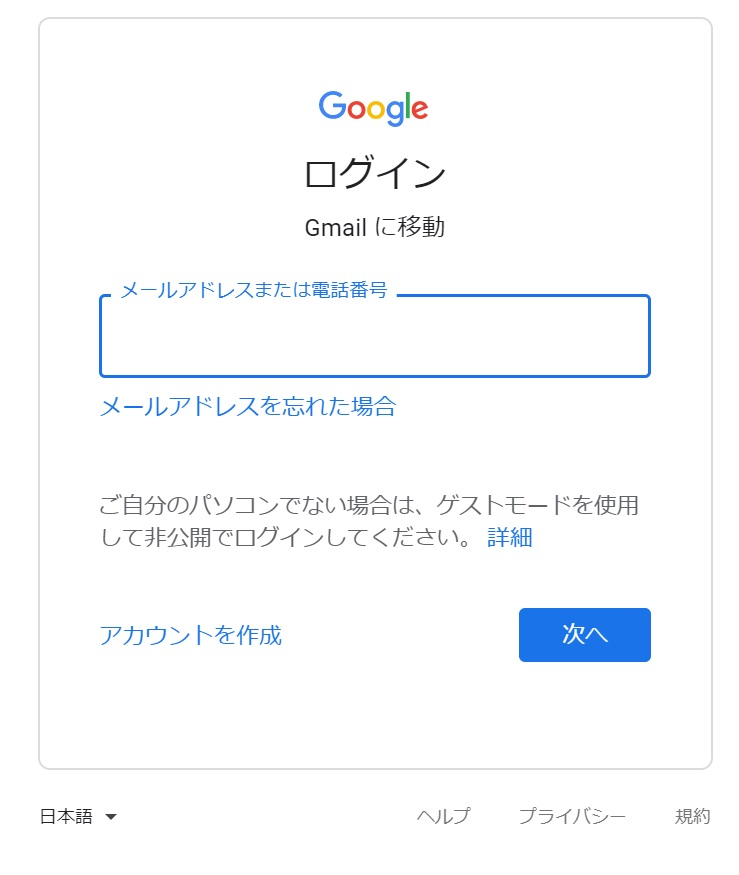 Google
ログイン
Gmail に移動
メールアドレスまたは電話番号
メールアドレスを忘れた場合
ご自分のパソコンでない場合は、ゲストモードを使用
して非公開でログインしてください。 詳細
アカウントを作成
次へ
日本語
ヘルプ
プライバシー
規約